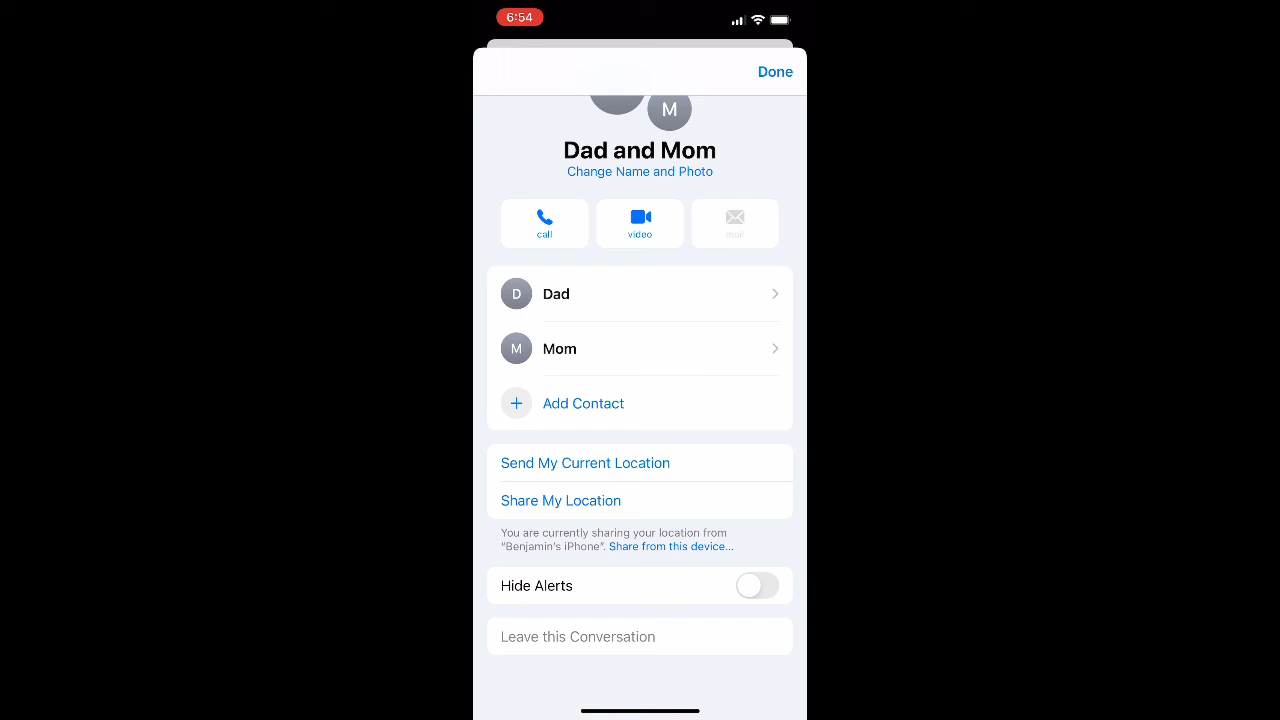 6:54
Done
M
Dad and Mom
Change Name and Photo
call
video
mail
D
Dad
M
Mom
Add Contact
Send My Current Location
Share My Location
You are currently sharing your location from
“Benjamin's iPhone”. Share from this device...
Hide Alerts
Leave this Conversation